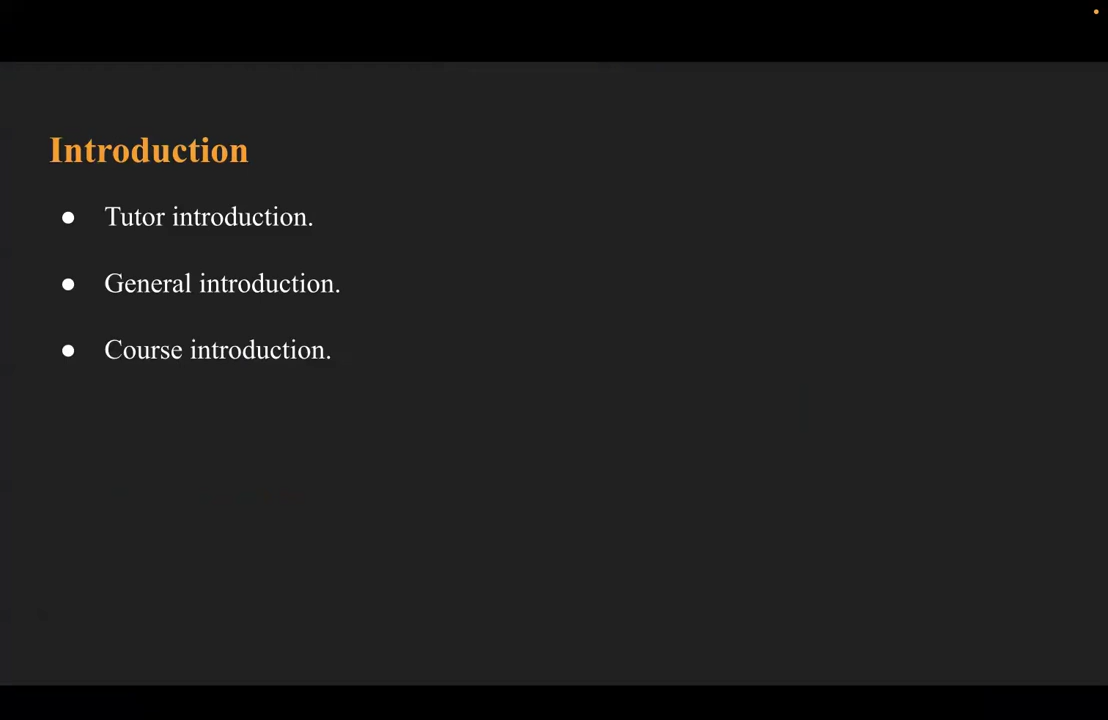 Introduction
● Tutor introduction.
● General introduction.
● Course introduction.